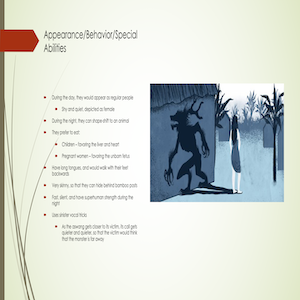 Appearance/Behavior/Special
Abilities
During the day, they would appear as regular people
Shy and quiet, depicted as female
During the night, they can shapeshift to an animal
They prefer to eat:
Children – favoring the liver and heart
Pregnant women – favoring the unborn fetus
Have long tongues, and would walk with their feet
backwards
Very skinny, so that they can hide behind bamboo posts
Fast, silent, and have superhuman strength during the
night
Uses sinister vocal tricks
As the aswang gets closer to its victim, its call gets
quieter and quieter, so that the victim would think
that the monster is far away